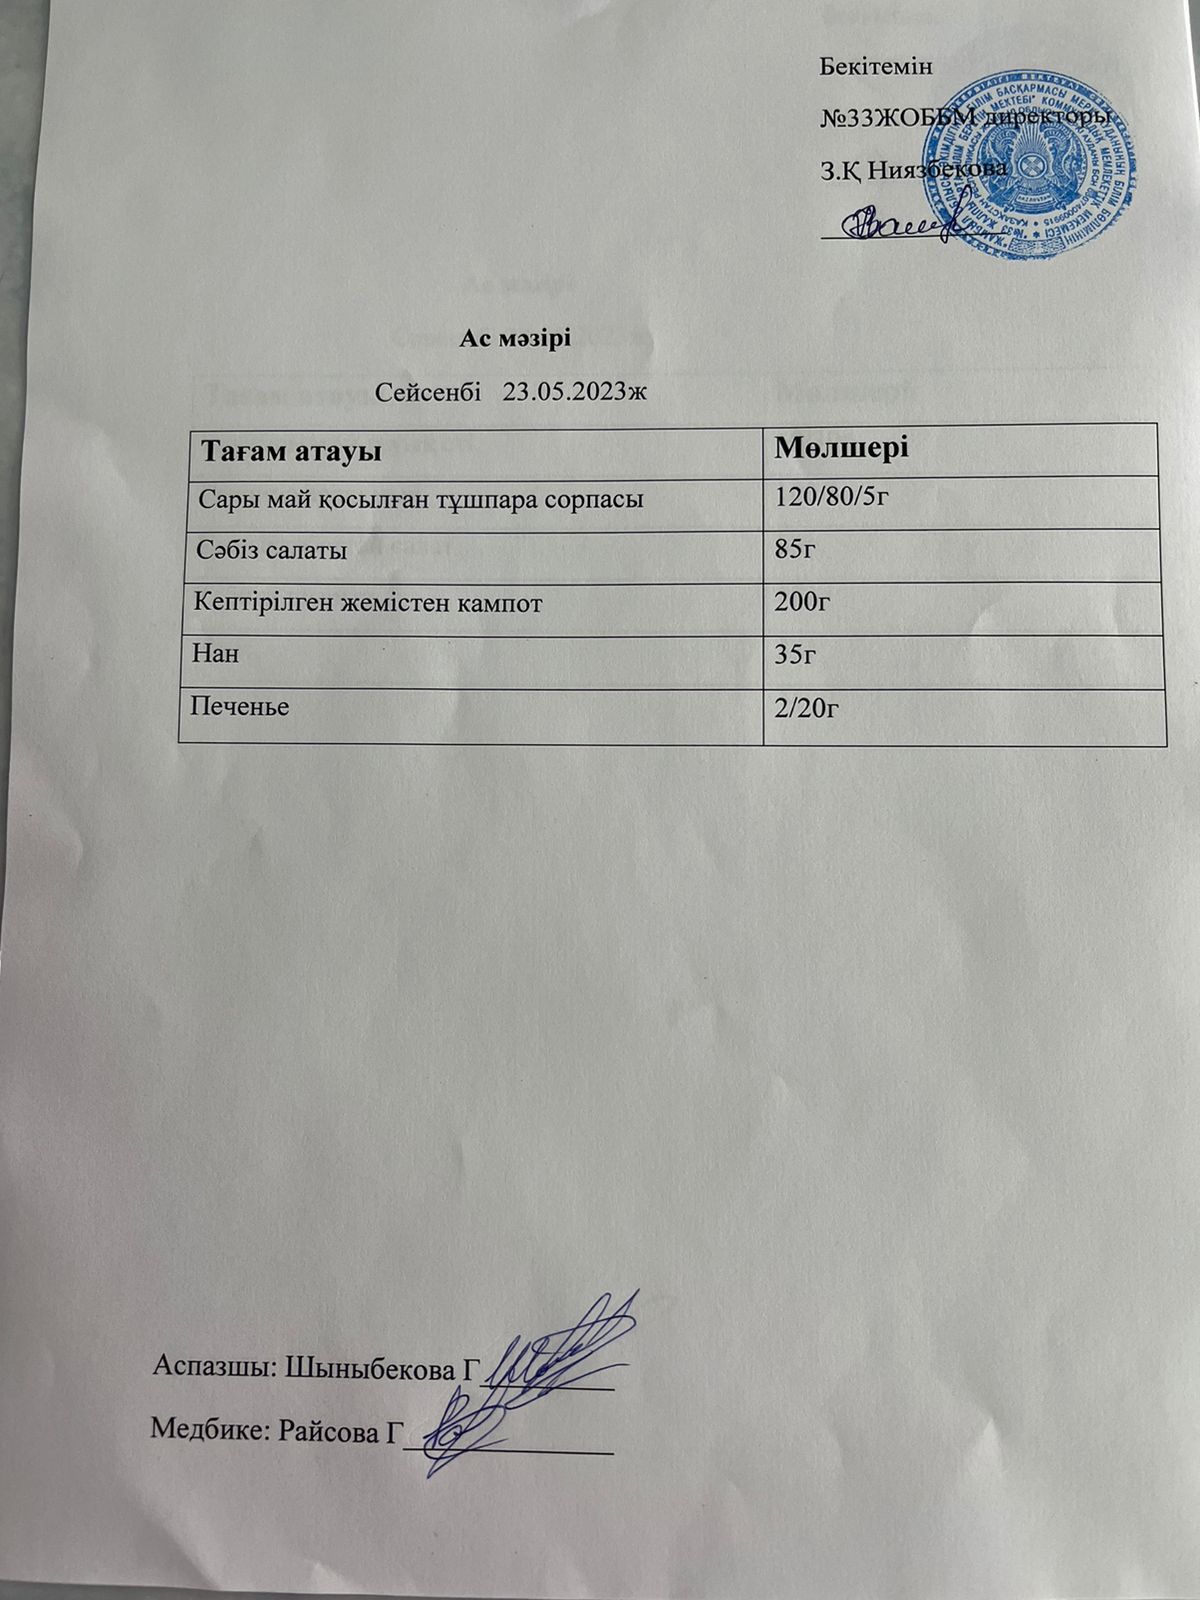 Бекітемін
№33ЖОББМ директоры
З.Қ Ниязбекова
Ас мәзірі
Сейсенбі 23.05.2023ж
Тағам атауы Мөлшері
Сары май қосылған тұшпара сорпасы 120/80/5г
Сәбіз салаты 85г
Кептірілген жемістен кампот 200г
Нан 35г
Печенье 2/20г
Аспазшы: Шыныбекова Г
Медбике: Райсова Г